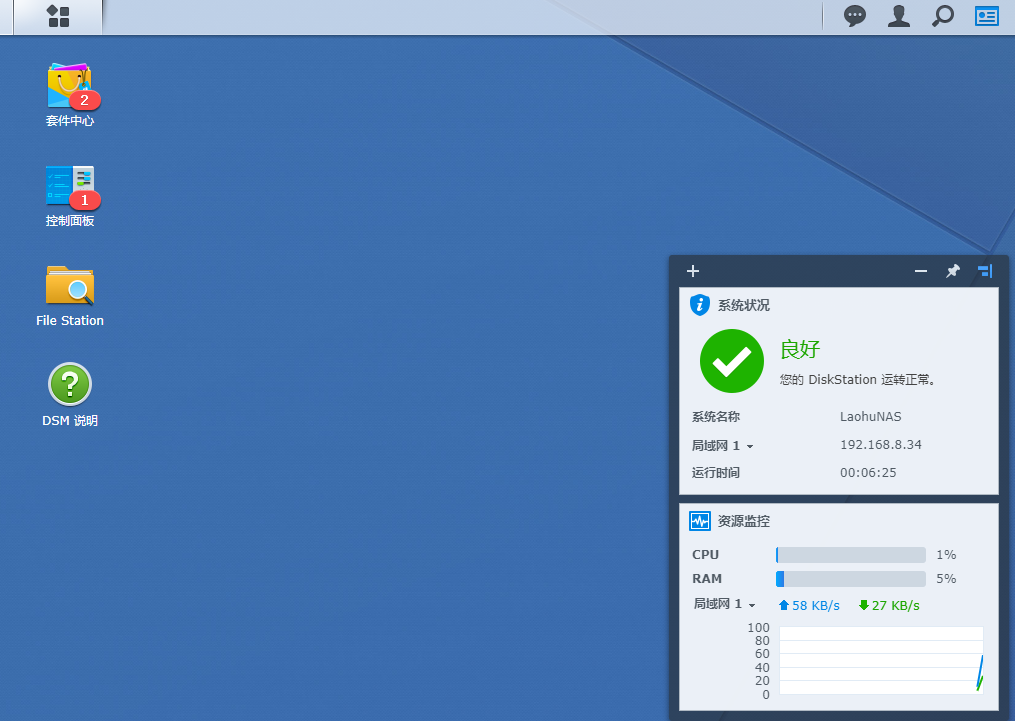 2
套件中心
1
控制面板
File Station
DSM 说明
系统状况
良好
您的 DiskStation 运转正常。
系统名称 LaohuNAS
局域网 1 192.168.8.34
运行时间 00:06:25
资源监控
CPU 1%
RAM 5%
局域网 1 58 KB/s 27 KB/s
100
80
60
40
20
0